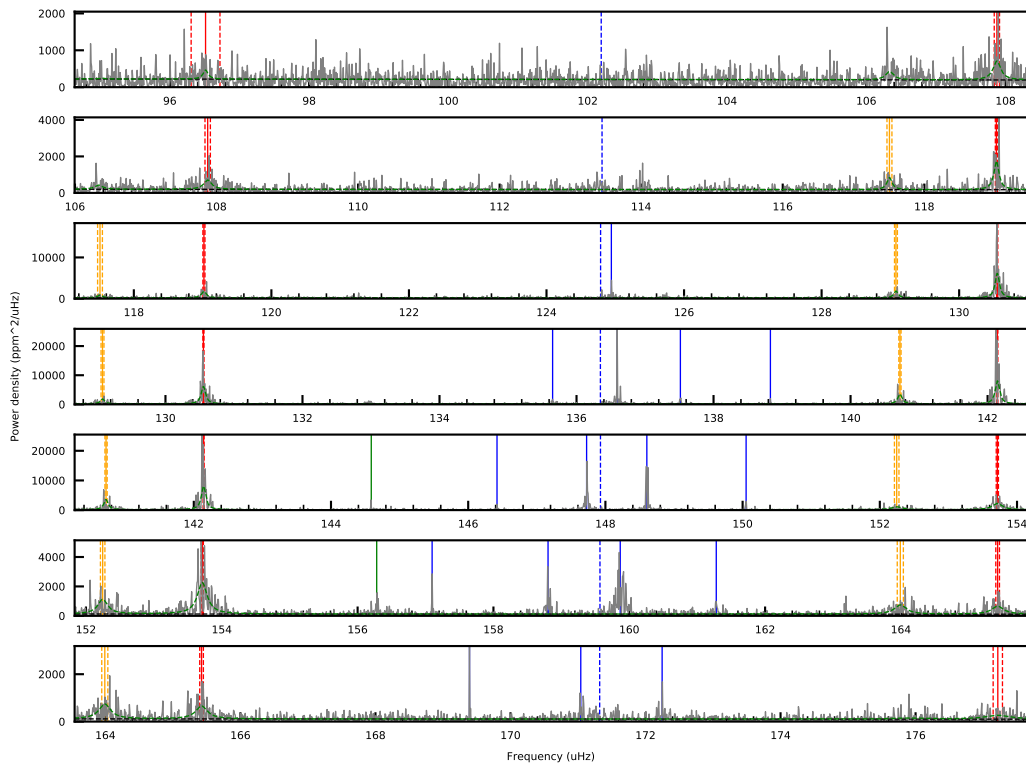 2000
1000
0
96 98 100 102 104 106 108
4000
2000
0
106 108 110 112 114 116 118
10000
0
118 120 122 124 126 128 130
20000
10000
0
130 132 134 136 138 140 142
Power density (ppm^2/uHz)
20000
10000
0
142 144 146 148 150 152 154
4000
2000
0
152 154 156 158 160 162 164
2000
0
164 166 168 170 172 174 176
Frequency (uHz)